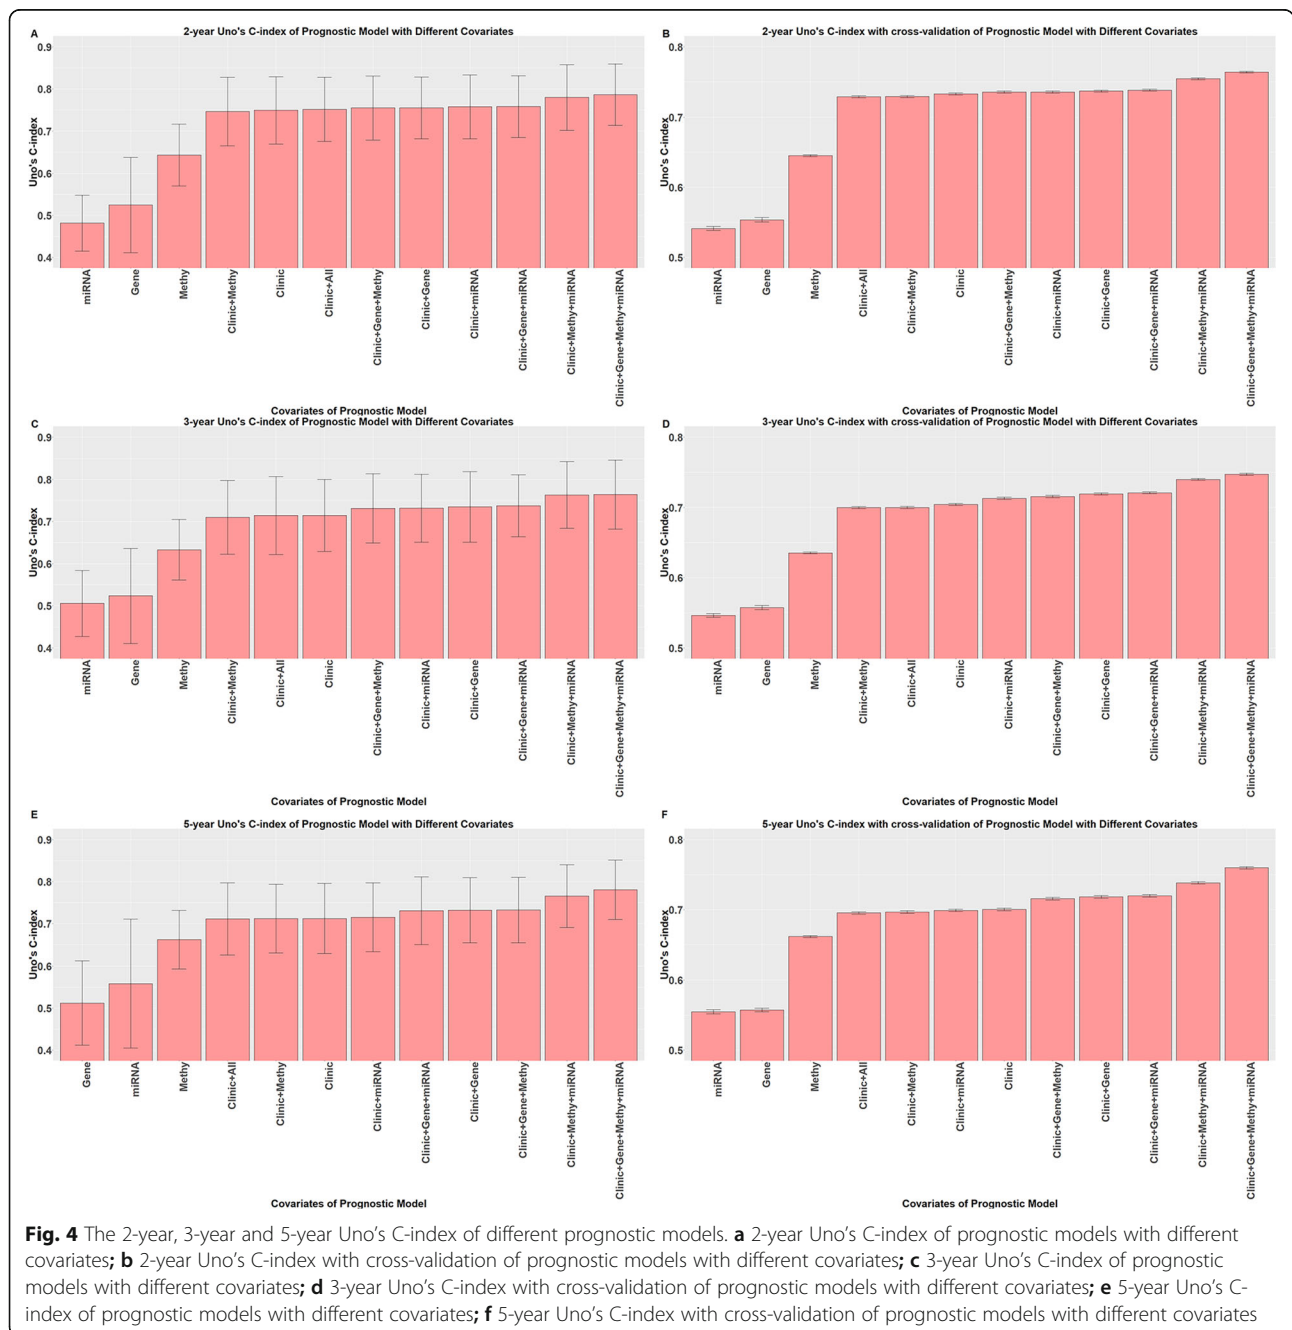 A
2-year Uno's C-index of Prognostic Model with Different Covariates
0.9
0.8
0.7
0.6
0.5
0.4
Uno's C-index
miRNA
Gene
Methy
Clinic+Methy
Clinic
Clinic+All
Clinic+Gene+Methy
Clinic+Gene
Clinic+miRNA
Clinic+Gene+miRNA
Clinic+Methy+miRNA
Clinic+Gene+Methy+miRNA
Covariates of Prognostic Model
B
2-year Uno's C-index with cross-validation of Prognostic Model with Different Covariates
0.8
0.7
0.6
0.5
Uno's C-index
miRNA
Gene
Methy
Clinic+All
Clinic+Methy
Clinic
Clinic+Gene+Methy
Clinic+miRNA
Clinic+Gene
Clinic+Gene+miRNA
Clinic+Methy+miRNA
Clinic+Gene+Methy+miRNA
Covariates of Prognostic Model
C
3-year Uno's C-index of Prognostic Model with Different Covariates
0.9
0.8
0.7
0.6
0.5
0.4
Uno's C-index
miRNA
Gene
Methy
Clinic+Methy
Clinic+All
Clinic
Clinic+Gene+Methy
Clinic+miRNA
Clinic+Gene
Clinic+Gene+miRNA
Clinic+Methy+miRNA
Clinic+Gene+Methy+miRNA
Covariates of Prognostic Model
D
3-year Uno's C-index with cross-validation of Prognostic Model with Different Covariates
0.8
0.7
0.6
0.5
Uno's C-index
miRNA
Gene
Methy
Clinic+Methy
Clinic+All
Clinic
Clinic+miRNA
Clinic+Gene+Methy
Clinic+Gene
Clinic+Gene+miRNA
Clinic+Methy+miRNA
Clinic+Gene+Methy+miRNA
Covariates of Prognostic Model
E
5-year Uno's C-index of Prognostic Model with Different Covariates
0.9
0.8
0.7
0.6
0.5
0.4
Uno's C-index
Gene
miRNA
Methy
Clinic+All
Clinic+Methy
Clinic
Clinic+miRNA
Clinic+Gene+miRNA
Clinic+Gene
Clinic+Gene+Methy
Clinic+Methy+miRNA
Clinic+Gene+Methy+miRNA
Covariates of Prognostic Model
F
5-year Uno's C-index with cross-validation of Prognostic Model with Different Covariates
0.8
0.7
0.6
0.5
Uno's C-index
miRNA
Gene
Methy
Clinic+All
Clinic+Methy
Clinic+miRNA
Clinic
Clinic+Gene+Methy
Clinic+Gene
Clinic+Gene+miRNA
Clinic+Methy+miRNA
Clinic+Gene+Methy+miRNA
Covariates of Prognostic Model
Fig. 4 The 2-year, 3-year and 5-year Uno's C-index of different prognostic models. a 2-year Uno's C-index of prognostic models with different
covariates; b 2-year Uno's C-index with cross-validation of prognostic models with different covariates; c 3-year Uno's C-index of prognostic
models with different covariates; d 3-year Uno's C-index with cross-validation of prognostic models with different covariates; e 5-year Uno's C-
index of prognostic models with different covariates; f 5-year Uno's C-index with cross-validation of prognostic models with different covariates